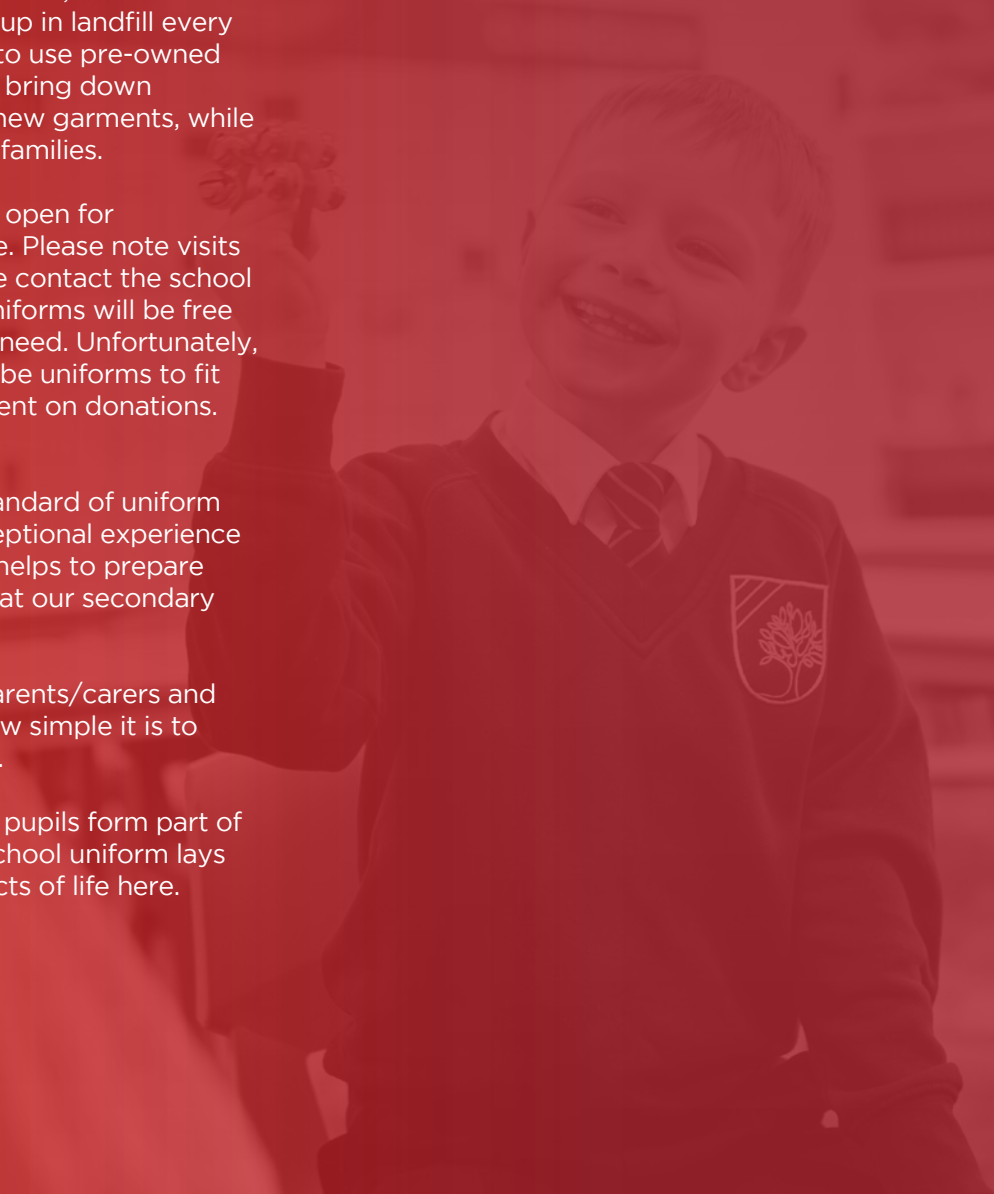 up in landfill every
to use pre-owned
bring down
new garments, while
families.
open for
e. Please note visits
e contact the school
niforms will be free
need. Unfortunately,
be uniforms to fit
ent on donations.
andard of uniform
eptional experience
helps to prepare
at our secondary
arents/carers and
w simple it is to
.
pupils form part of
chool uniform lays
cts of life here.